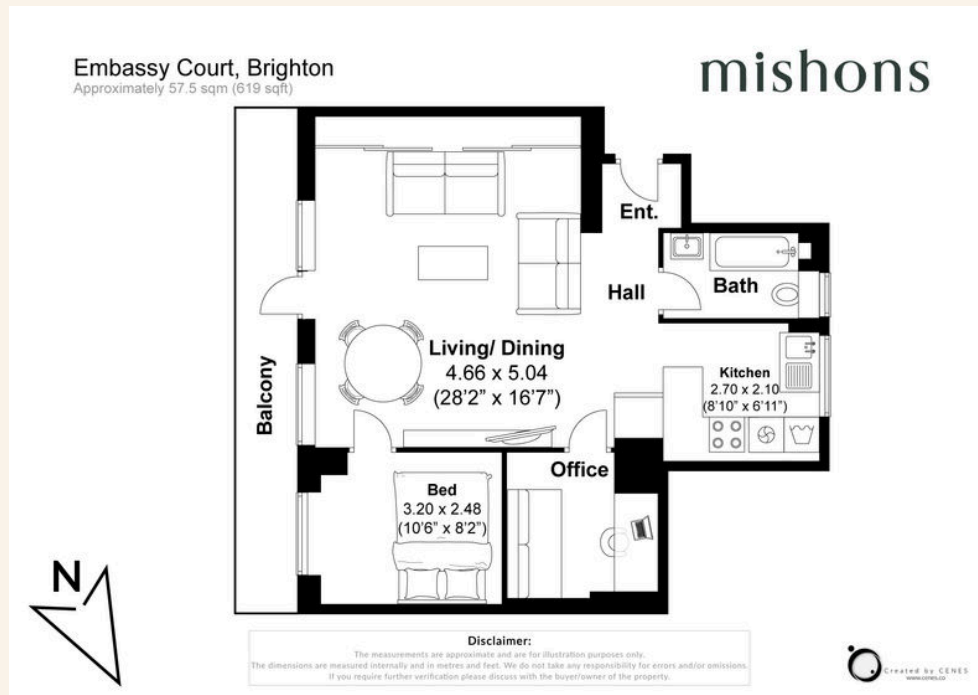 Embassy Court, Brighton
Approximately 57.5 sqm (619 sqft)
mishons
Ent.
Hall
Bath
Living/ Dining
4.66 x 5.04
(28'2” x 16'7”)
Kitchen
2.70 x 2.10
(8'10” x 6'11”)
Balcony
Office
Bed
3.20 x 2.48
(10'6” x 8'2”)
N
Disclaimer:
The measurements are approximate and are for illustration purposes only.
The dimensions are measured internally and in metres and feet. We do not take any responsibility for errors and/or omissions.
If you require further verification please discuss with the buyer/owner of the property.
Created by CENES
www.cenes.co